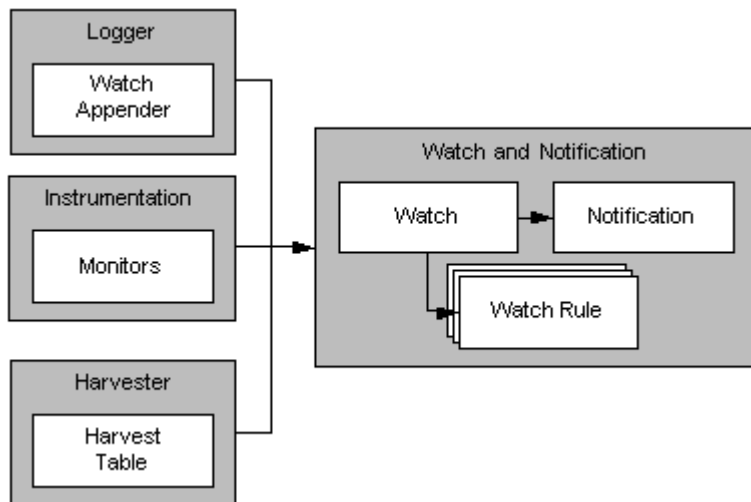 Logger
Watch
Appender
Instrumentation
Monitors
Harvester
Harvest
Table
Watch and Notification
Watch
Notification
Watch Rule